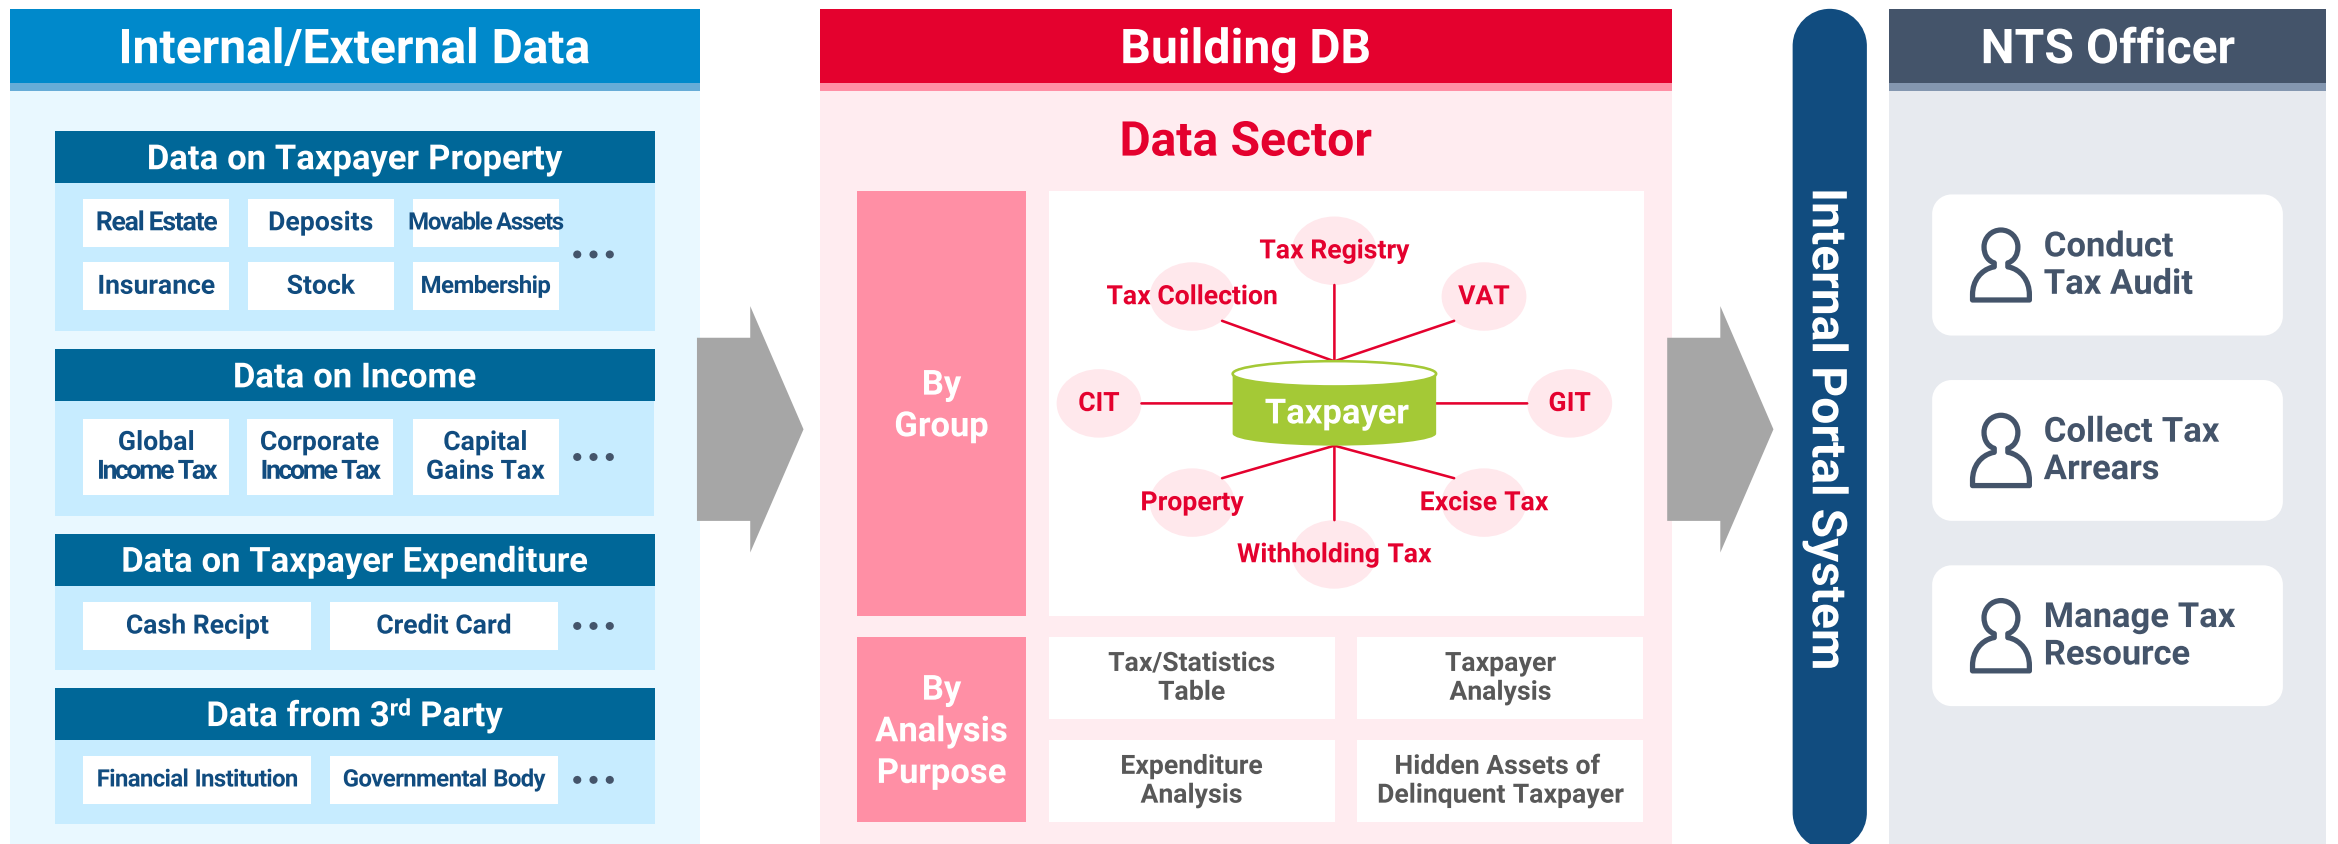 Internal/External Data
Data on Taxpayer Property
Real Estate
Deposits
Movable Assets
Insurance
Stock
Membership
Data on Income
Global
Income Tax
Corporate
Income Tax
Capital
Gains Tax
Data on Taxpayer Expenditure
Cash Recipt
Credit Card
Data from 3rd Party
Financial Institution
Governmental Body
Building DB
Data Sector
By
Group
Tax Registry
Tax Collection
VAT
CIT
Taxpayer
GIT
Property
Excise Tax
Withholding Tax
By
Analysis
Purpose
Tax/Statistics
Table
Taxpayer
Analysis
Expenditure
Analysis
Hidden Assets of
Delinquent Taxpayer
Internal Portal System
NTS Officer
Conduct
Tax Audit
Collect Tax
Arrears
Manage Tax
Resource